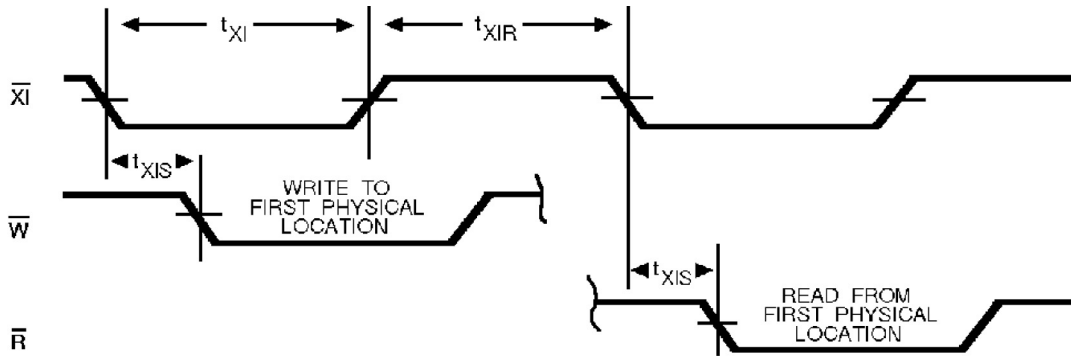 tXI
tXIR
XI
tXIS
WRITE TO
FIRST PHYSICAL
LOCATION
W
tXIS
READ FROM
FIRST PHYSICAL
LOCATION
R